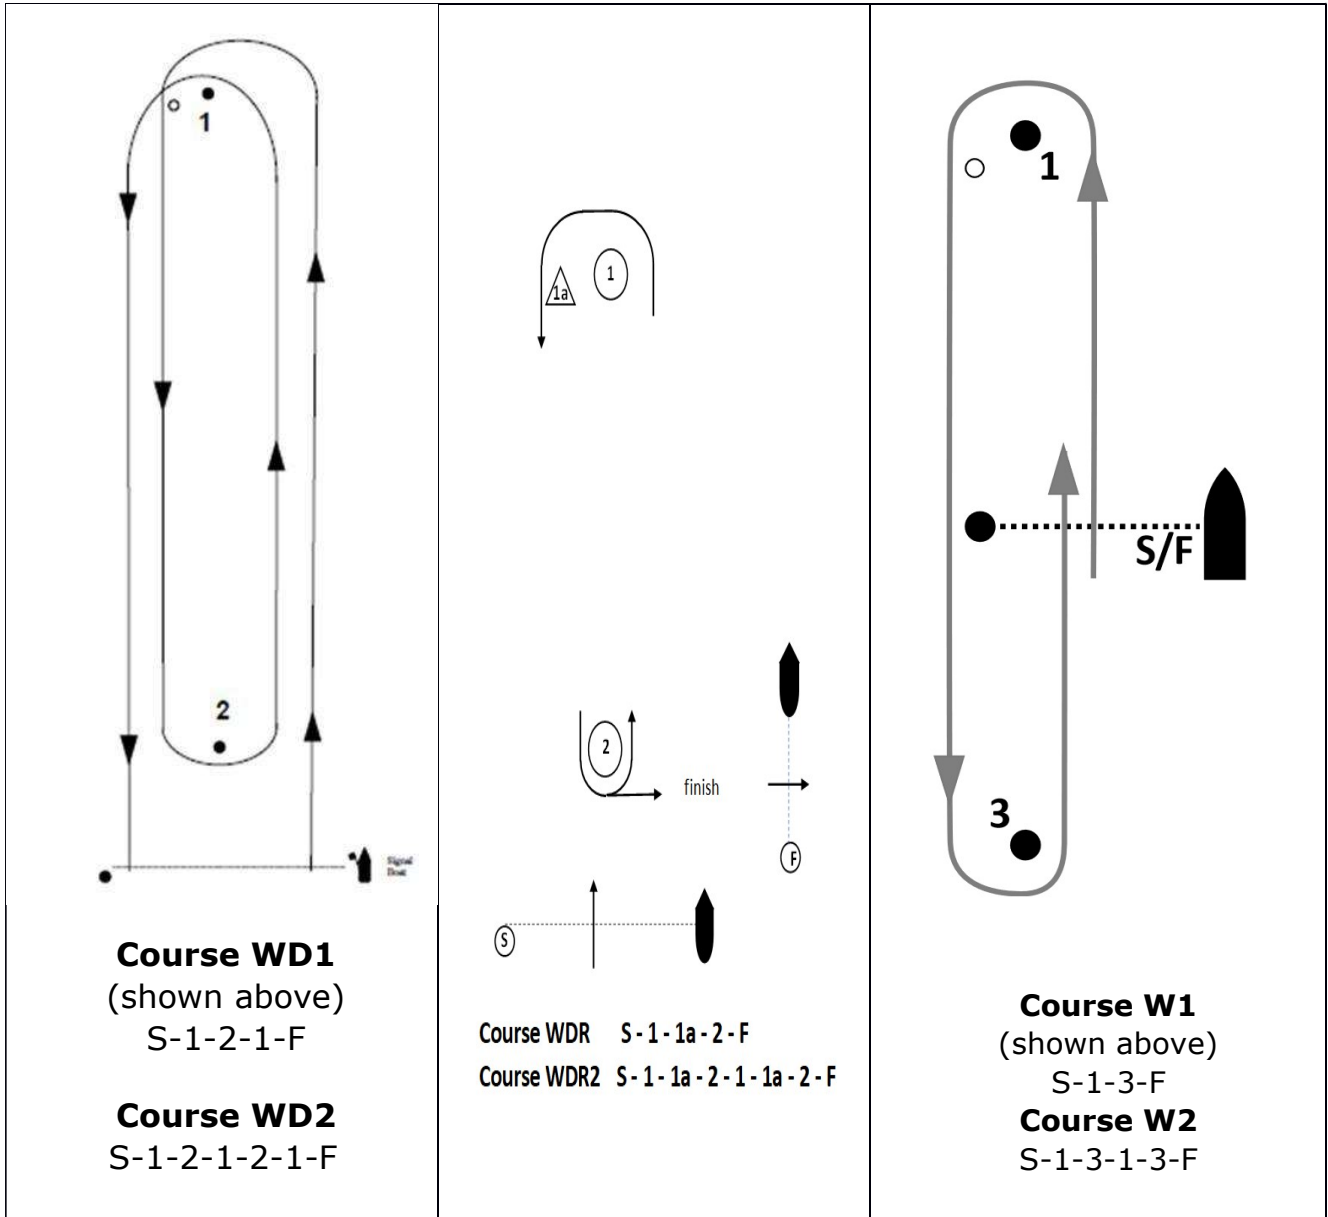 1
2
Signal
Boat
Course WD1
(shown above)
S-1-2-1-F
Course WD2
S-1-2-1-2-1-F
1
1a
2
finish
F
S
Course WDR S - 1 - 1a - 2 - F
Course WDR2 S - 1 - 1a - 2 - 1 - 1a - 2 - F
1
S/F
3
Course W1
(shown above)
S-1-3-F
Course W2
S-1-3-1-3-F